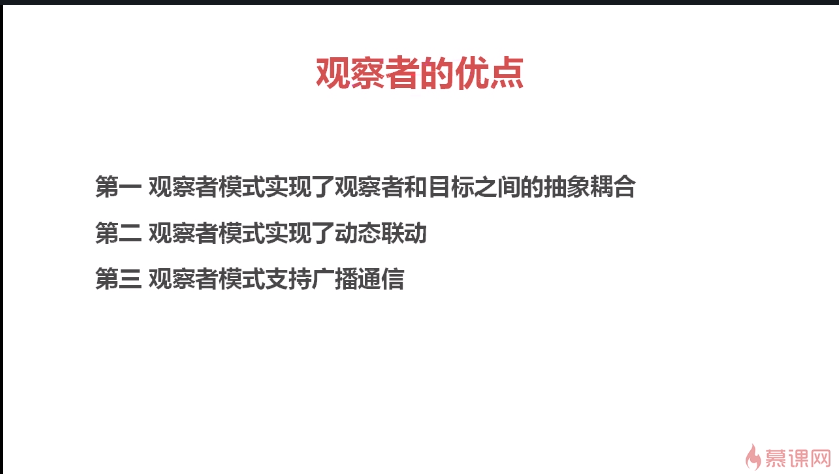 观察者的优点
第一 观察者模式实现了观察者和目标之间的抽象耦合
第二 观察者模式实现了动态联动
第三 观察者模式支持广播通信
慕课网